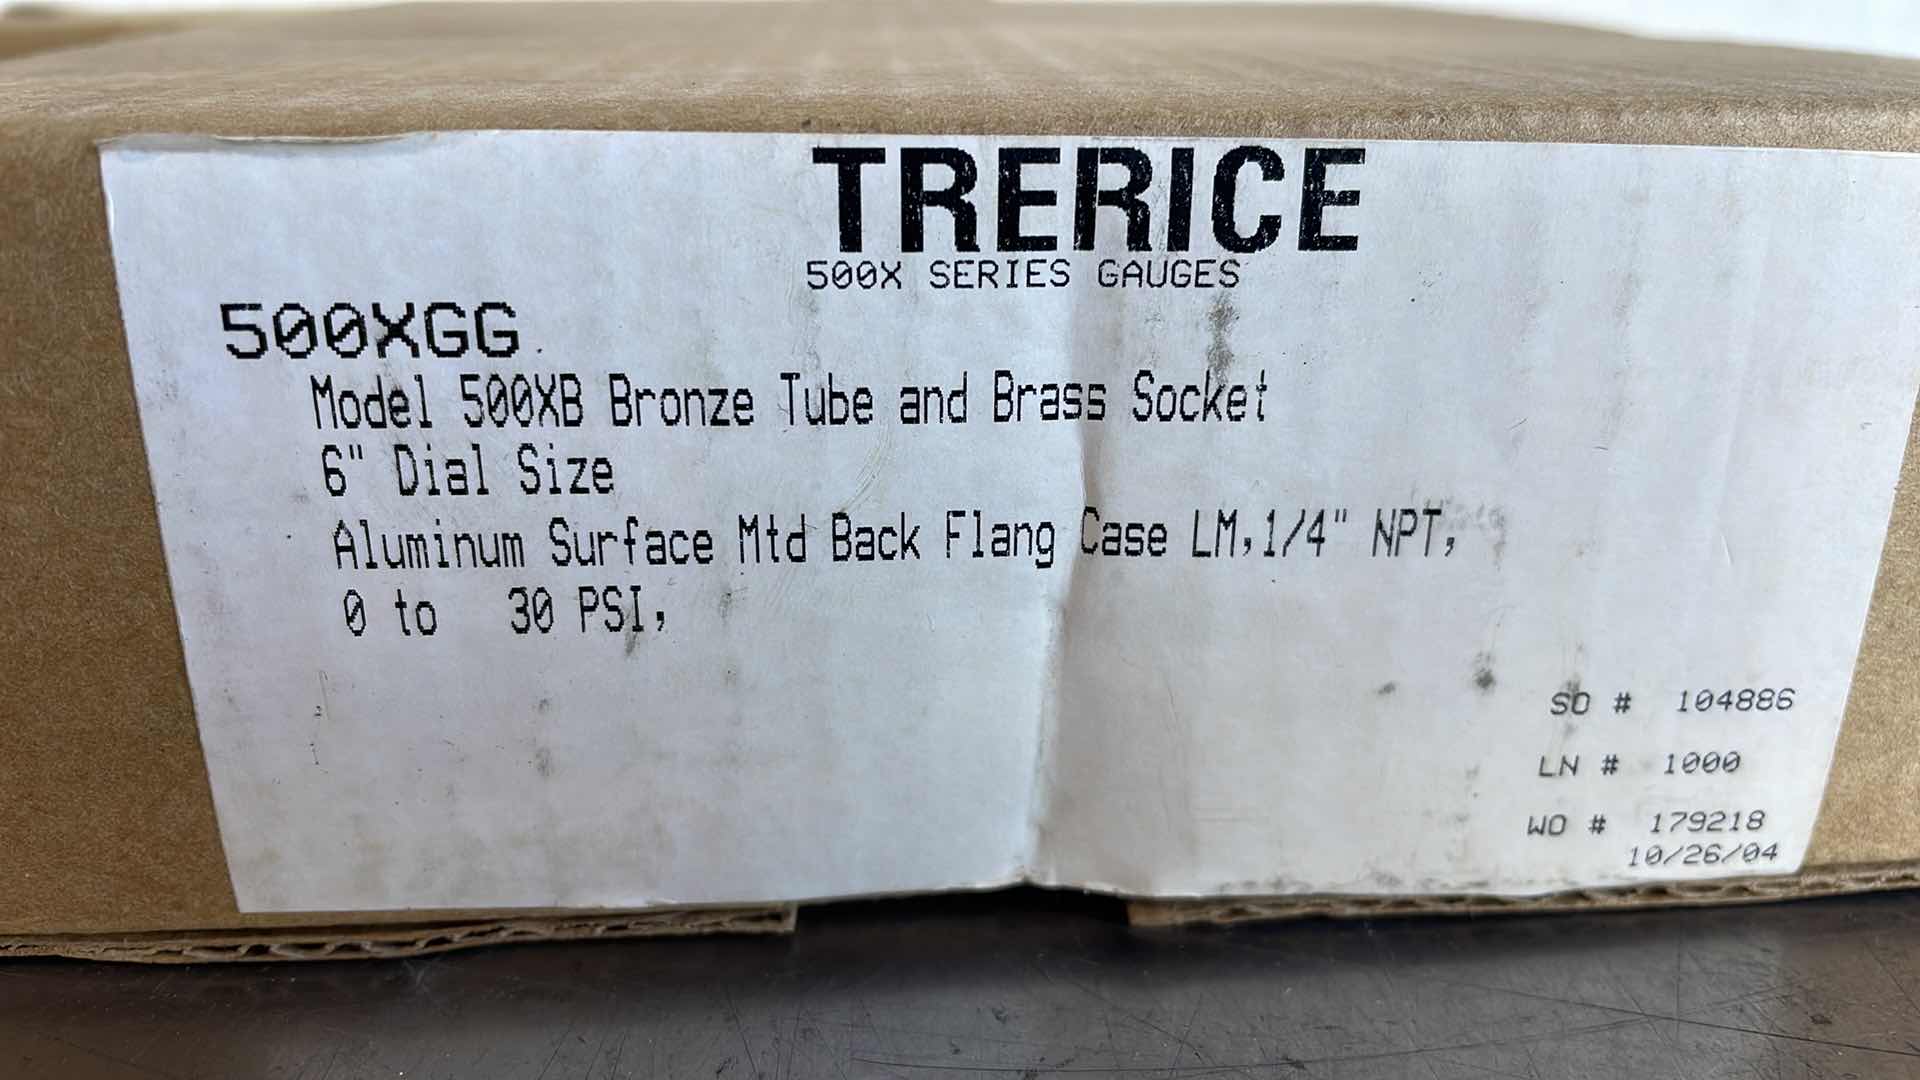 TRERICE
500X SERIES GAUGES
500XGG
Model 500XB Bronze Tube and Brass Socket
6" Dial Size
Aluminum Surface Mtd Back Flang Case LM,1/4" NPT,
0 to 30 PSI,
SO # 104886
LN # 1000
WO # 179218
10/26/04